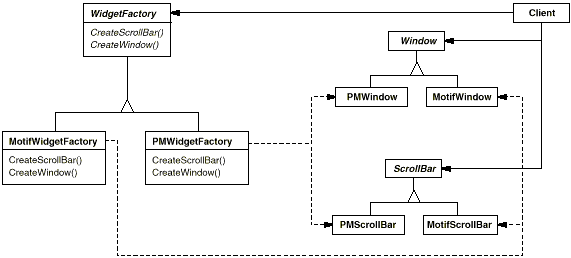 WidgetFactory
CreateScrollBar()
CreateWindow()
Client
Window
PMWindow
MotifWindow
MotifWidgetFactory
CreateScrollBar()
CreateWindow()
PMWidgetFactory
CreateScrollBar()
CreateWindow()
ScrollBar
PMScrollBar
MotifScrollBar